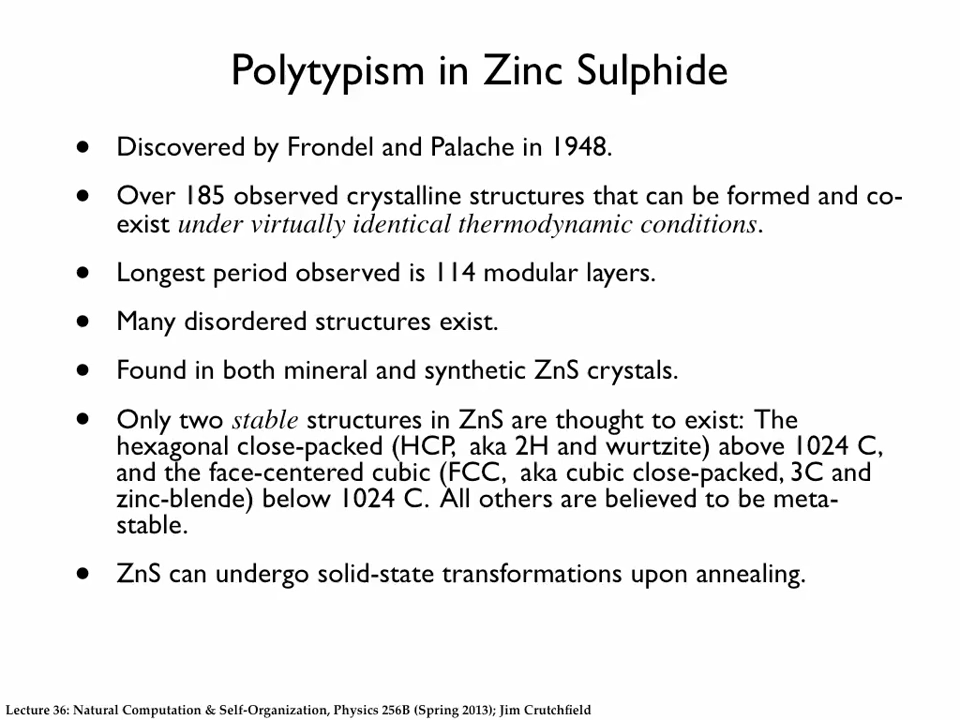 Polytypism in Zinc Sulphide
• Discovered by Frondel and Palache in 1948.
• Over 185 observed crystalline structures that can be formed and co-
exist under virtually identical thermodynamic conditions.
• Longest period observed is 114 modular layers.
• Many disordered structures exist.
• Found in both mineral and synthetic ZnS crystals.
• Only two stable structures in ZnS are thought to exist: The
hexagonal close-packed (HCP, aka 2H and wurtzite) above 1024 C,
and the face-centered cubic (FCC, aka cubic close-packed, 3C and
zinc-blende) below 1024 C. All others are believed to be meta-
stable.
• ZnS can undergo solid-state transformations upon annealing.
Lecture 36: Natural Computation & Self-Organization, Physics 256B (Spring 2013); Jim Crutchfield